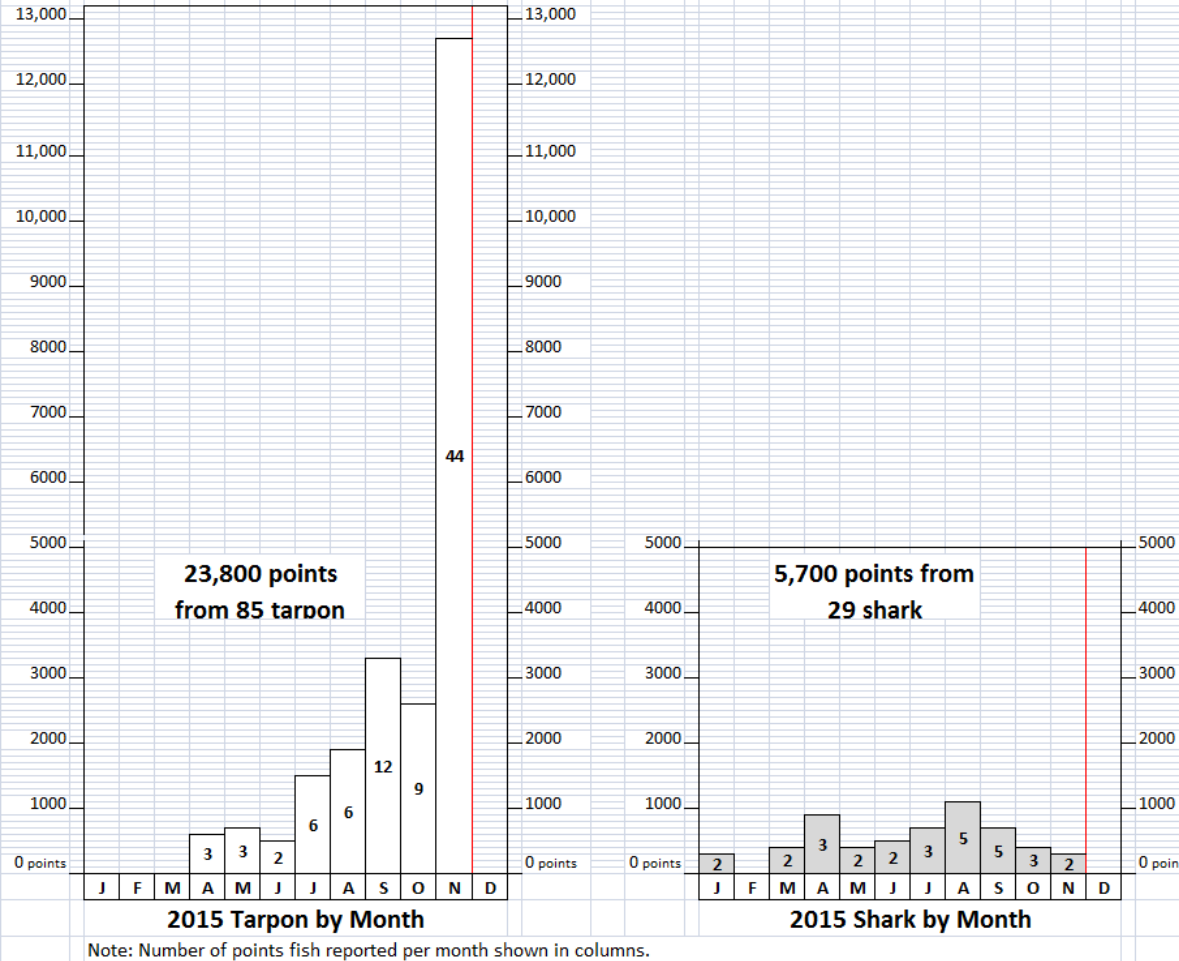 13,000
12,000
11,000
10,000
9000
8000
7000
6000
5000
4000
3000
2000
1000
0 points
23,800 points
from 85 tarpon
3 3 2 6 6 12 9 44
J F M A M J J A S O N D
2015 Tarpon by Month
13,000
12,000
11,000
10,000
9000
8000
7000
6000
5000
4000
3000
2000
1000
0 points
5000
4000
3000
2000
1000
0 points
5,700 points from
29 shark
2 2 3 2 2 3 5 5 3 2
J F M A M J J A S O N D
2015 Shark by Month
5000
4000
3000
2000
1000
0 poin
Note: Number of points fish reported per month shown in columns.